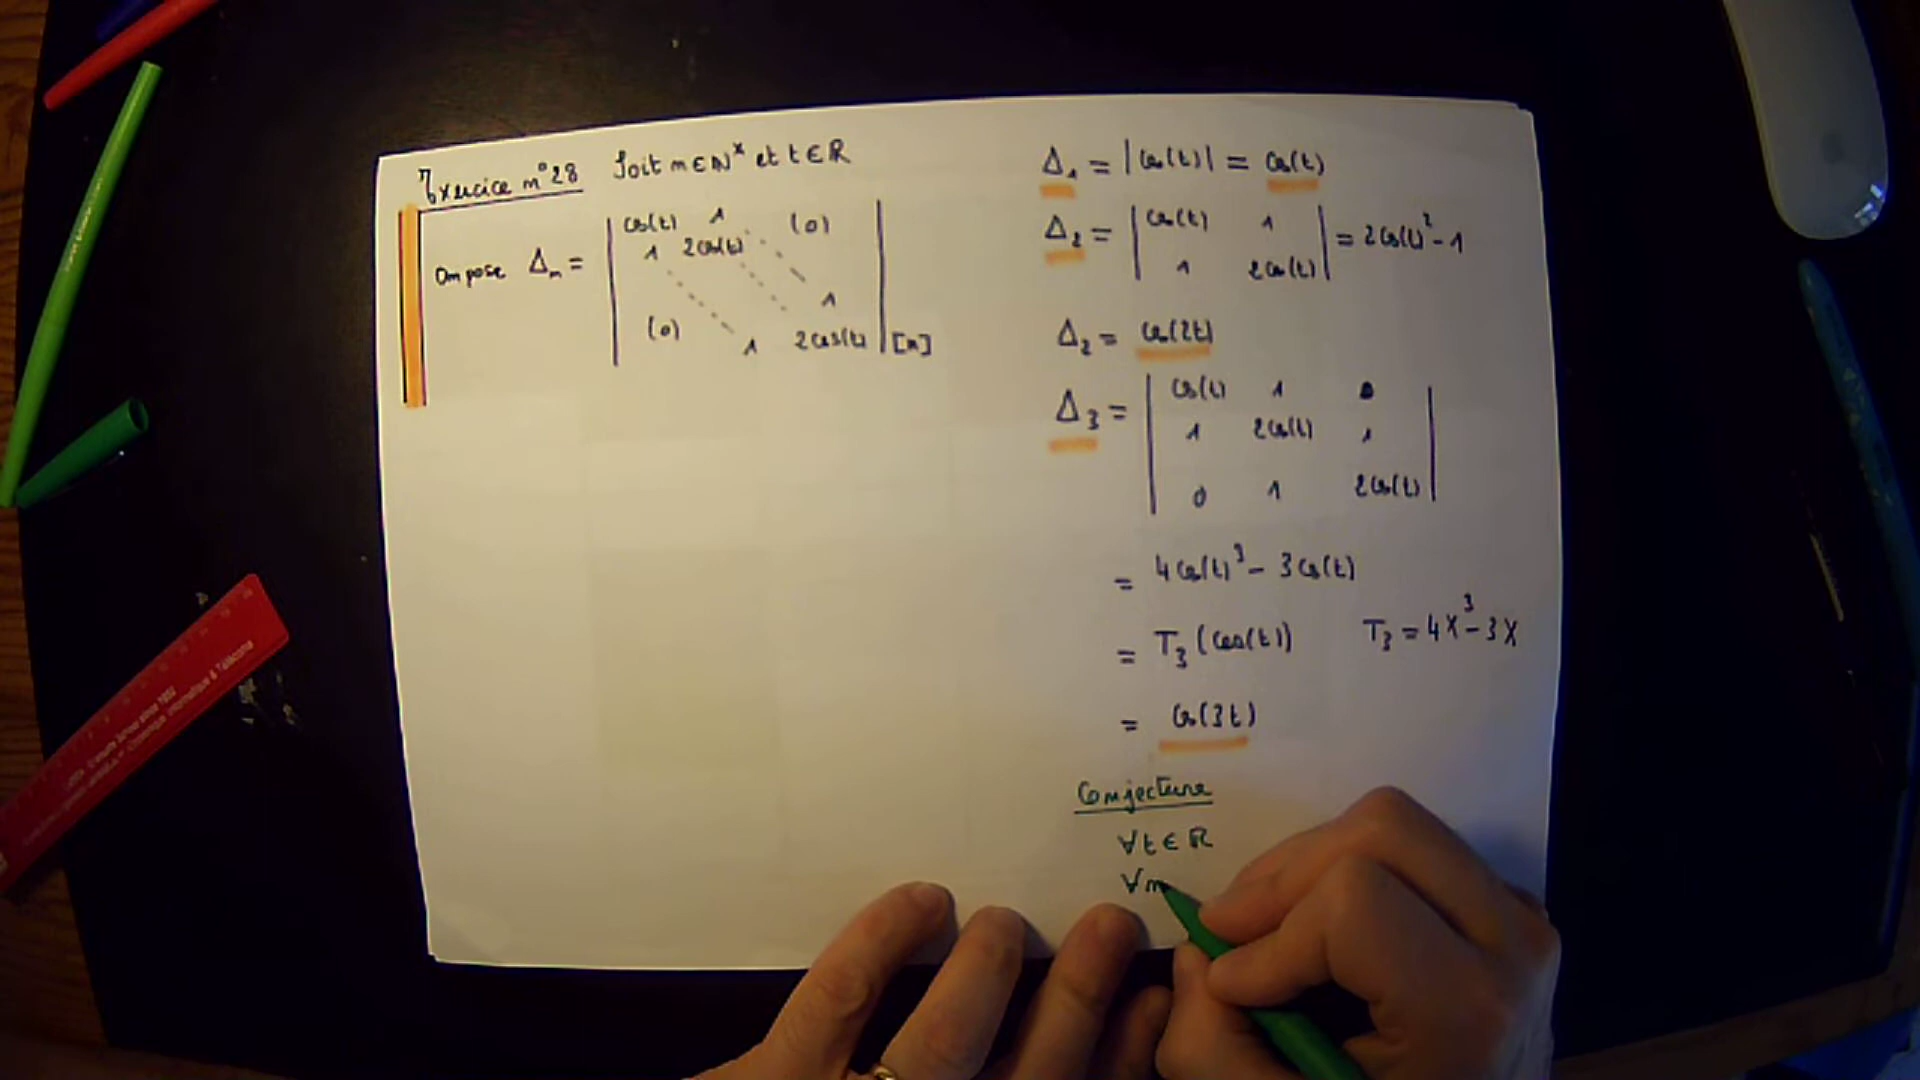 Exercice n°28 Soit n ∈ ℕ* et t ∈ ℝ
on pose Δn = | cos(t) 1 (0)
1 2cos(t)
1
(0) 1 2cos(t) | [n]
Δ1 = |cos(t)| = cos(t)
Δ2 = | cos(t) 1
1 2cos(t) | = 2cos(t)² - 1
Δ2 = cos(2t)
Δ3 = | cos(t) 1 0
1 2cos(t) 1
0 1 2cos(t) |
= 4cos(t)³ - 3cos(t)
= T3(cos(t)) T3 = 4X³ - 3X
= cos(3t)
Conjecture
∀t ∈ ℝ
∀n